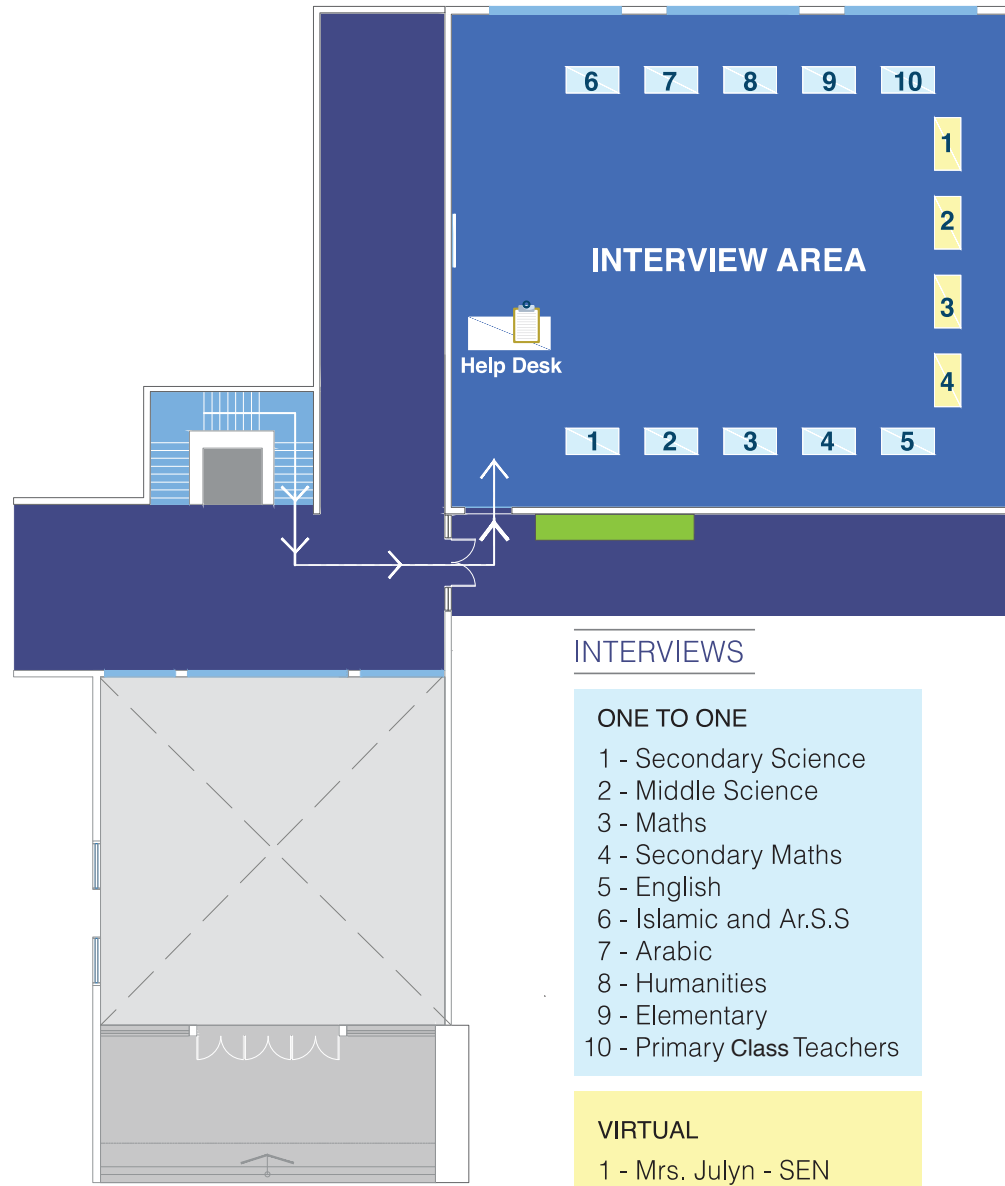 6 7 8 9 10
1
2
INTERVIEW AREA
3
Help Desk
4
1 2 3 4 5
INTERVIEWS
ONE TO ONE
1 - Secondary Science
2 - Middle Science
3 - Maths
4 - Secondary Maths
5 - English
6 - Islamic and Ar.S.S
7 - Arabic
8 - Humanities
9 - Elementary
10 - Primary Class Teachers
VIRTUAL
1 - Mrs. Julyn - SEN